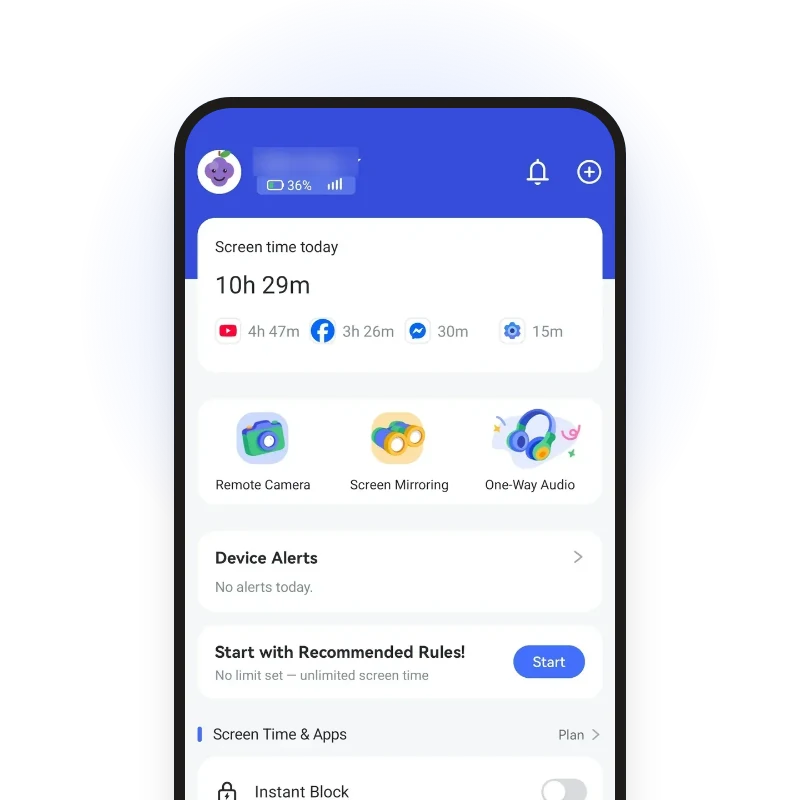 36%
Screen time today
10h 29m
4h 47m 3h 26m 30m 15m
Remote Camera Screen Mirroring One-Way Audio
Device Alerts
No alerts today.
Start with Recommended Rules!
No limit set — unlimited screen time
Start
Screen Time & Apps Plan
Instant Block